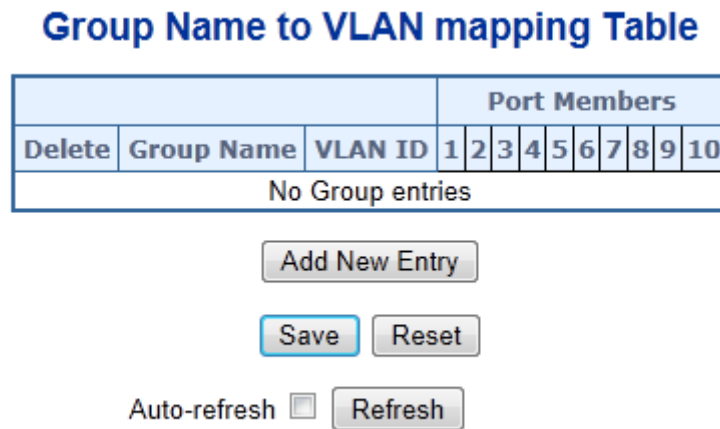 Group Name to VLAN mapping Table
Port Members
Delete Group Name VLAN ID 1 2 3 4 5 6 7 8 9 10
No Group entries
Add New Entry
Save Reset
Auto-refresh Refresh